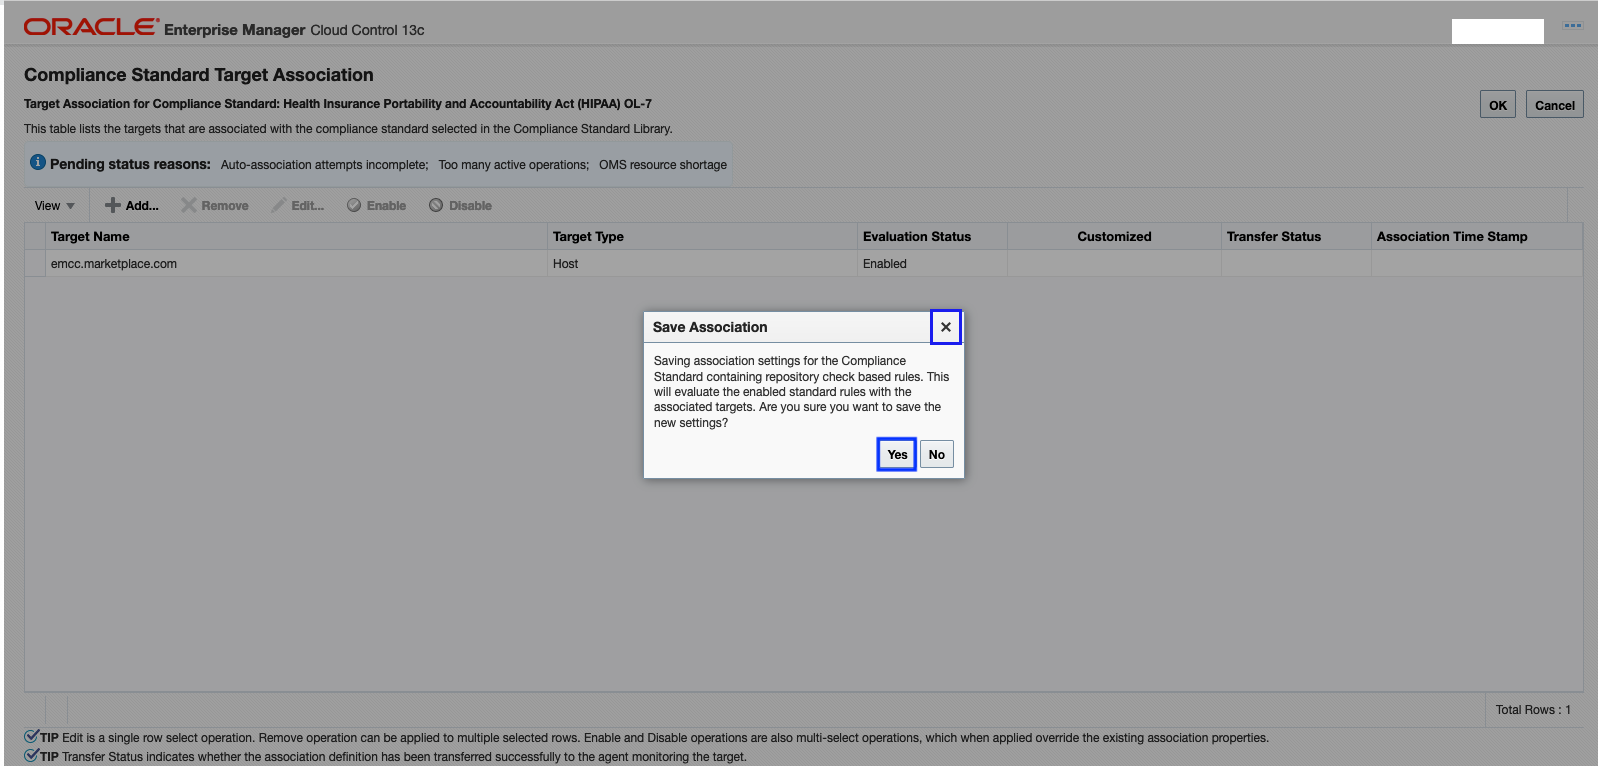 ORACLE Enterprise Manager Cloud Control 13c
Compliance Standard Target Association
Target Association for Compliance Standard: Health Insurance Portability and Accountability Act (HIPAA) OL-7
OK Cancel
This table lists the targets that are associated with the compliance standard selected in the Compliance Standard Library.
Pending status reasons: Auto-association attempts incomplete; Too many active operations; OMS resource shortage
View Add... Remove Edit... Enable Disable
Target Name Target Type Evaluation Status Customized Transfer Status Association Time Stamp
emcc.marketplace.com Host Enabled
Save Association
Saving association settings for the Compliance
Standard containing repository check based rules. This
will evaluate the enabled standard rules with the
associated targets. Are you sure you want to save the
new settings?
Yes No
Total Rows : 1
TIP Edit is a single row select operation. Remove operation can be applied to multiple selected rows. Enable and Disable operations are also multi-select operations, which when applied override the existing association properties.
TIP Transfer Status indicates whether the association definition has been transferred successfully to the agent monitoring the target.